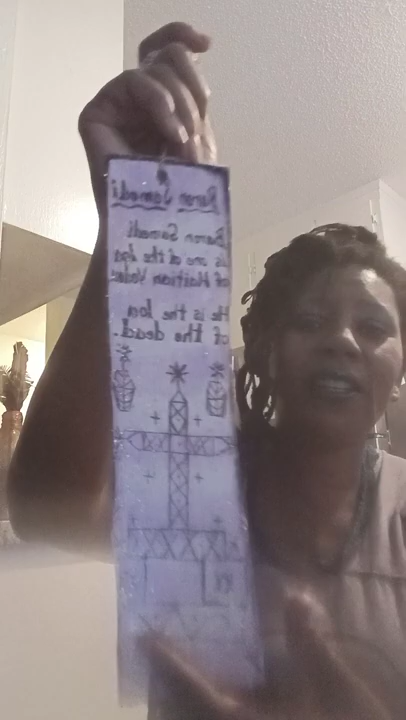 Baron Samedi
Baron Samedi
is one of the loa
of Haitian Vodou.
He is the loa
of the dead.